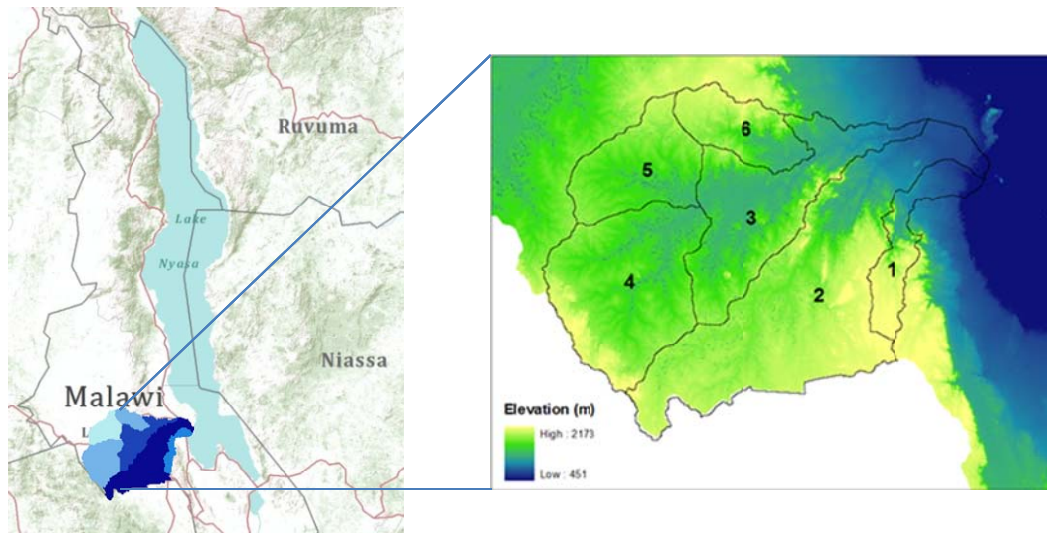 Ruvuma
Lake
Nyasa
Niassa
Malawi
L
6
5
3
4
2
1
Elevation (m)
High : 2173
Low : 451